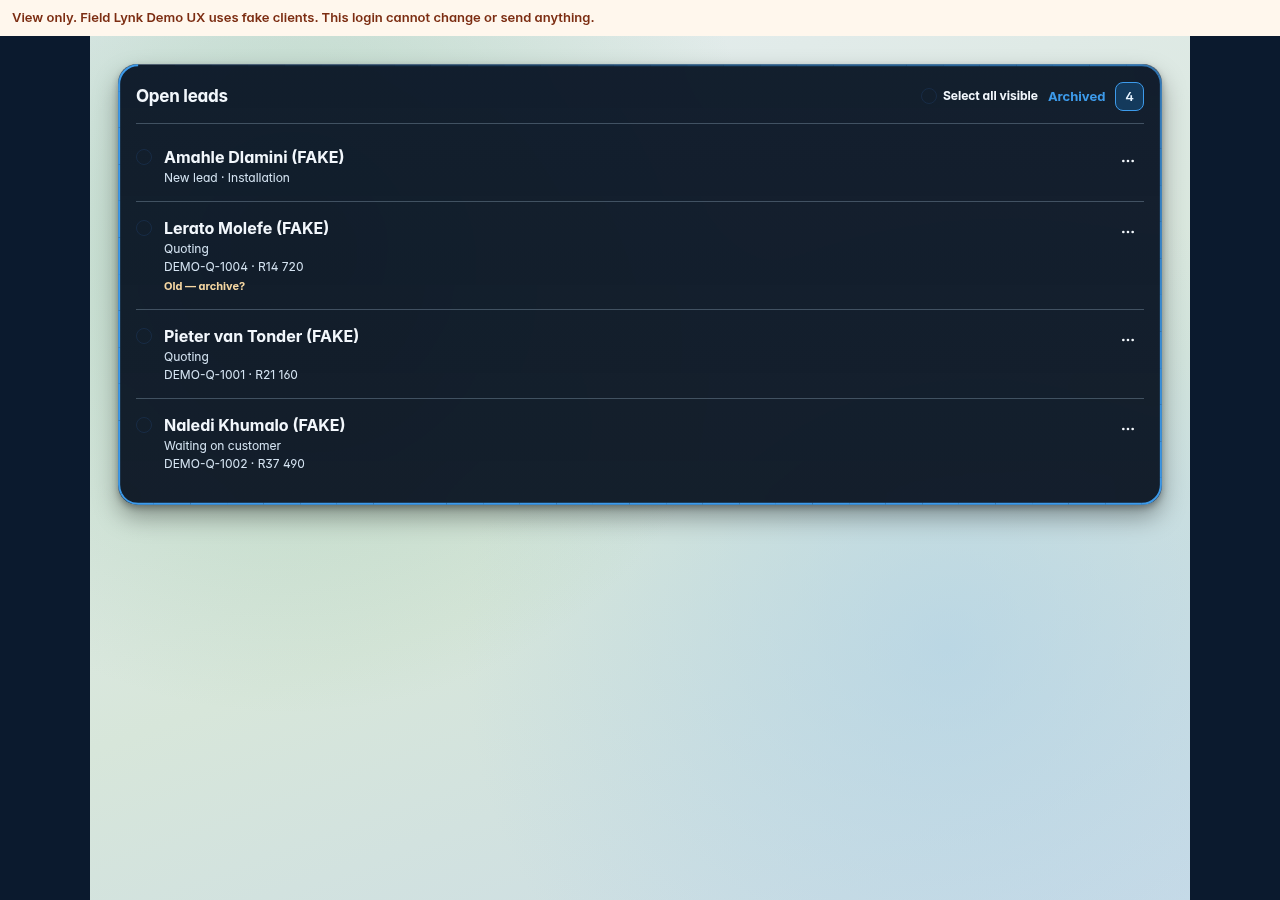 View only. Field Lynk Demo UX uses fake clients. This login cannot change or send anything.
Open leads
Select all visible Archived 4
Amahle Dlamini (FAKE)
New lead · Installation
Lerato Molefe (FAKE)
Quoting
DEMO-Q-1004 · R14 720
Old — archive?
Pieter van Tonder (FAKE)
Quoting
DEMO-Q-1001 · R21 160
Naledi Khumalo (FAKE)
Waiting on customer
DEMO-Q-1002 · R37 490